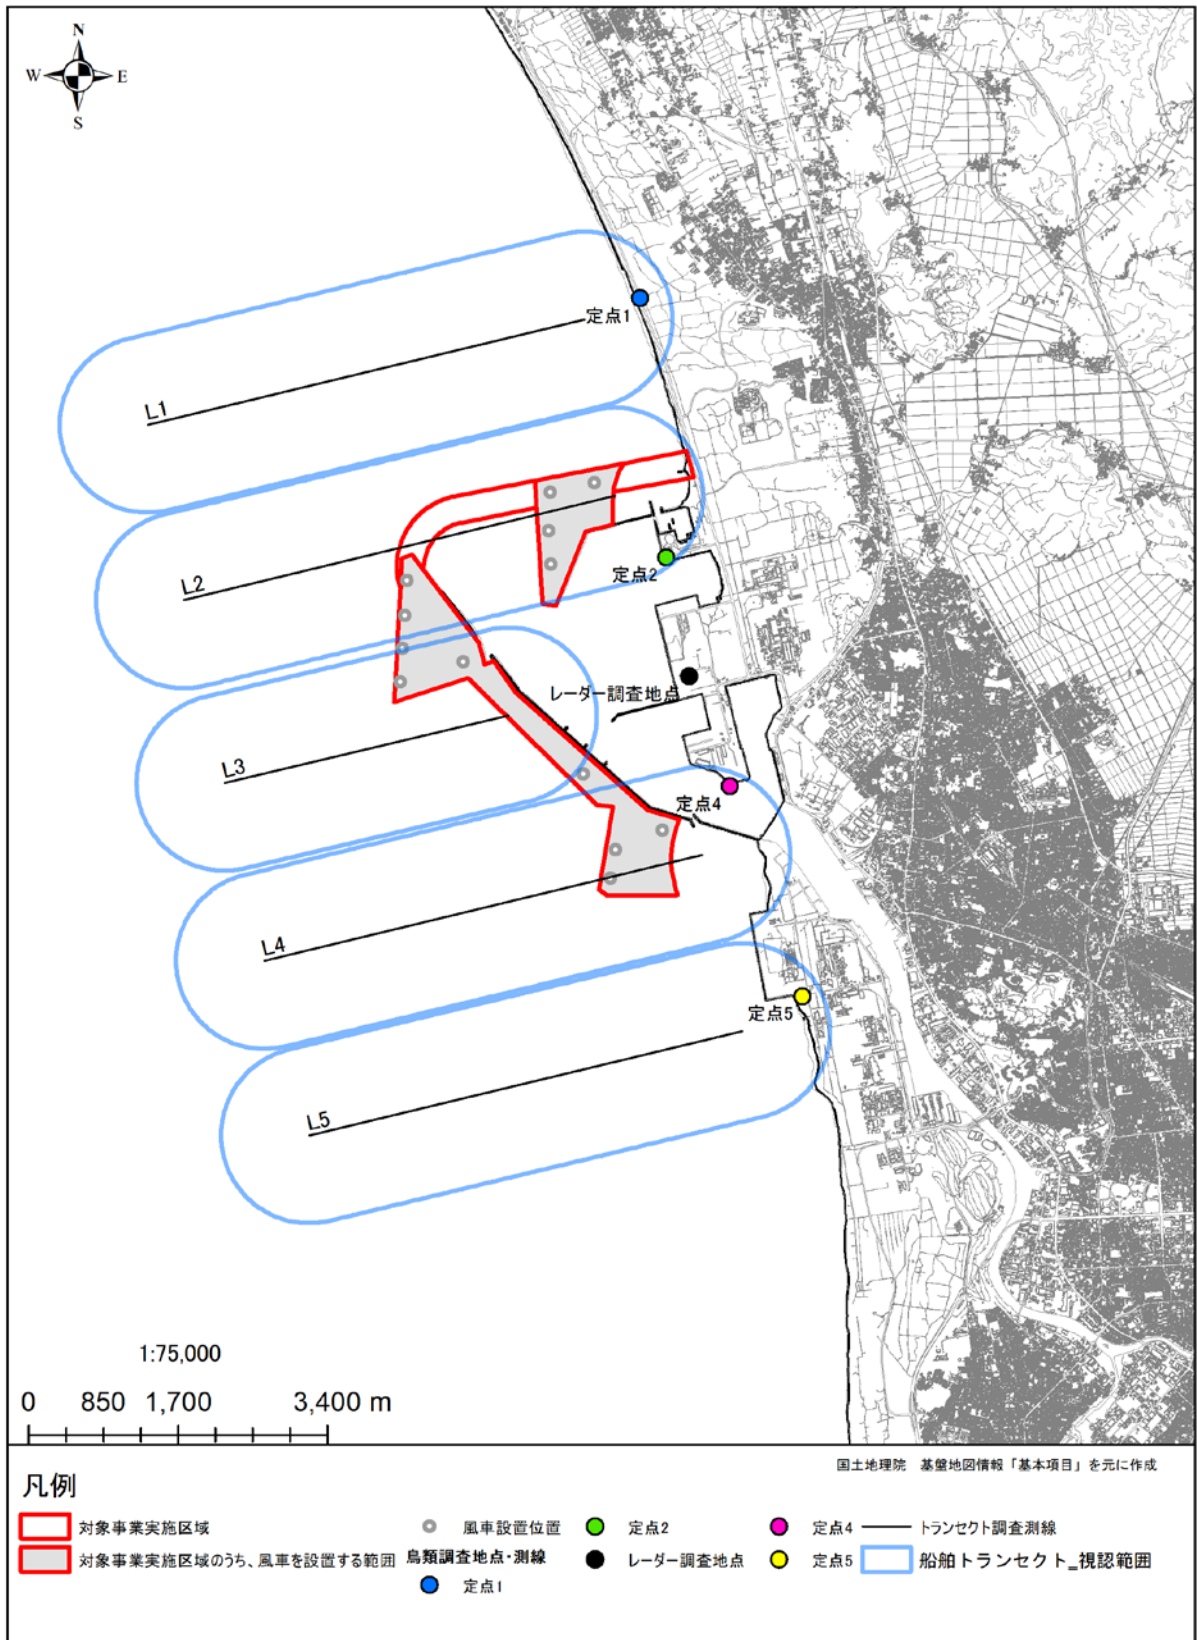 N
W E
S
定点1
L1
L2
定点2
レーダー調査地点
L3
定点4
L4
定点5
L5
1:75,000
0 850 1,700 3,400 m
国土地理院 基盤地図情報「基本項目」を元に作成
凡例
対象事業実施区域 風車設置位置 定点2 定点4 トランセクト調査測線
対象事業実施区域のうち、風車を設置する範囲 鳥類調査地点・測線 レーダー調査地点 定点5 船舶トランセクト_視認範囲
定点1